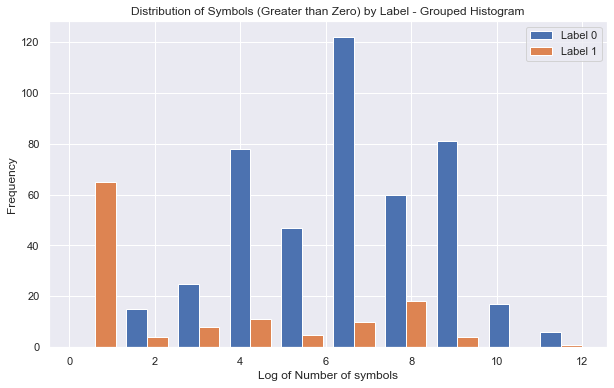 Distribution of Symbols (Greater than Zero) by Label - Grouped Histogram
Label 0
Label 1
120
100
80
60
40
20
0
Frequency
0 2 4 6 8 10 12
Log of Number of symbols